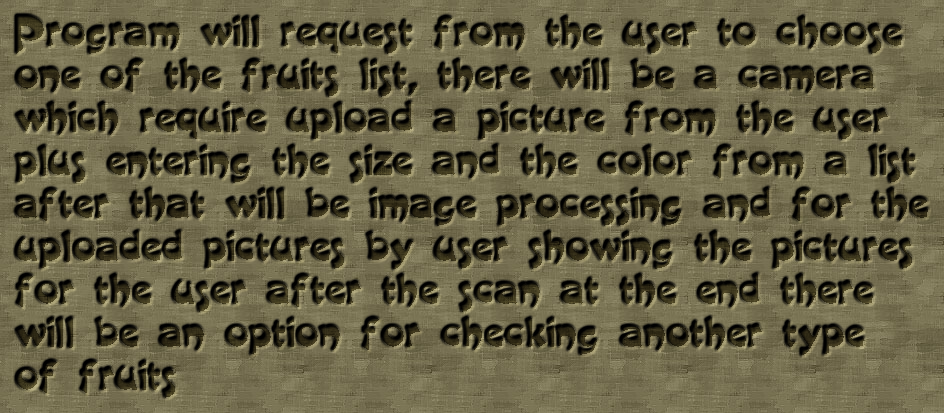 Program will request from the user to choose
one of the fruits list, there will be a camera
which require upload a picture from the user
plus entering the size and the color from a list
after that will be image processing and for the
uploaded pictures by user showing the pictures
for the user after the scan at the end there
will be an option for checking another type
of fruits